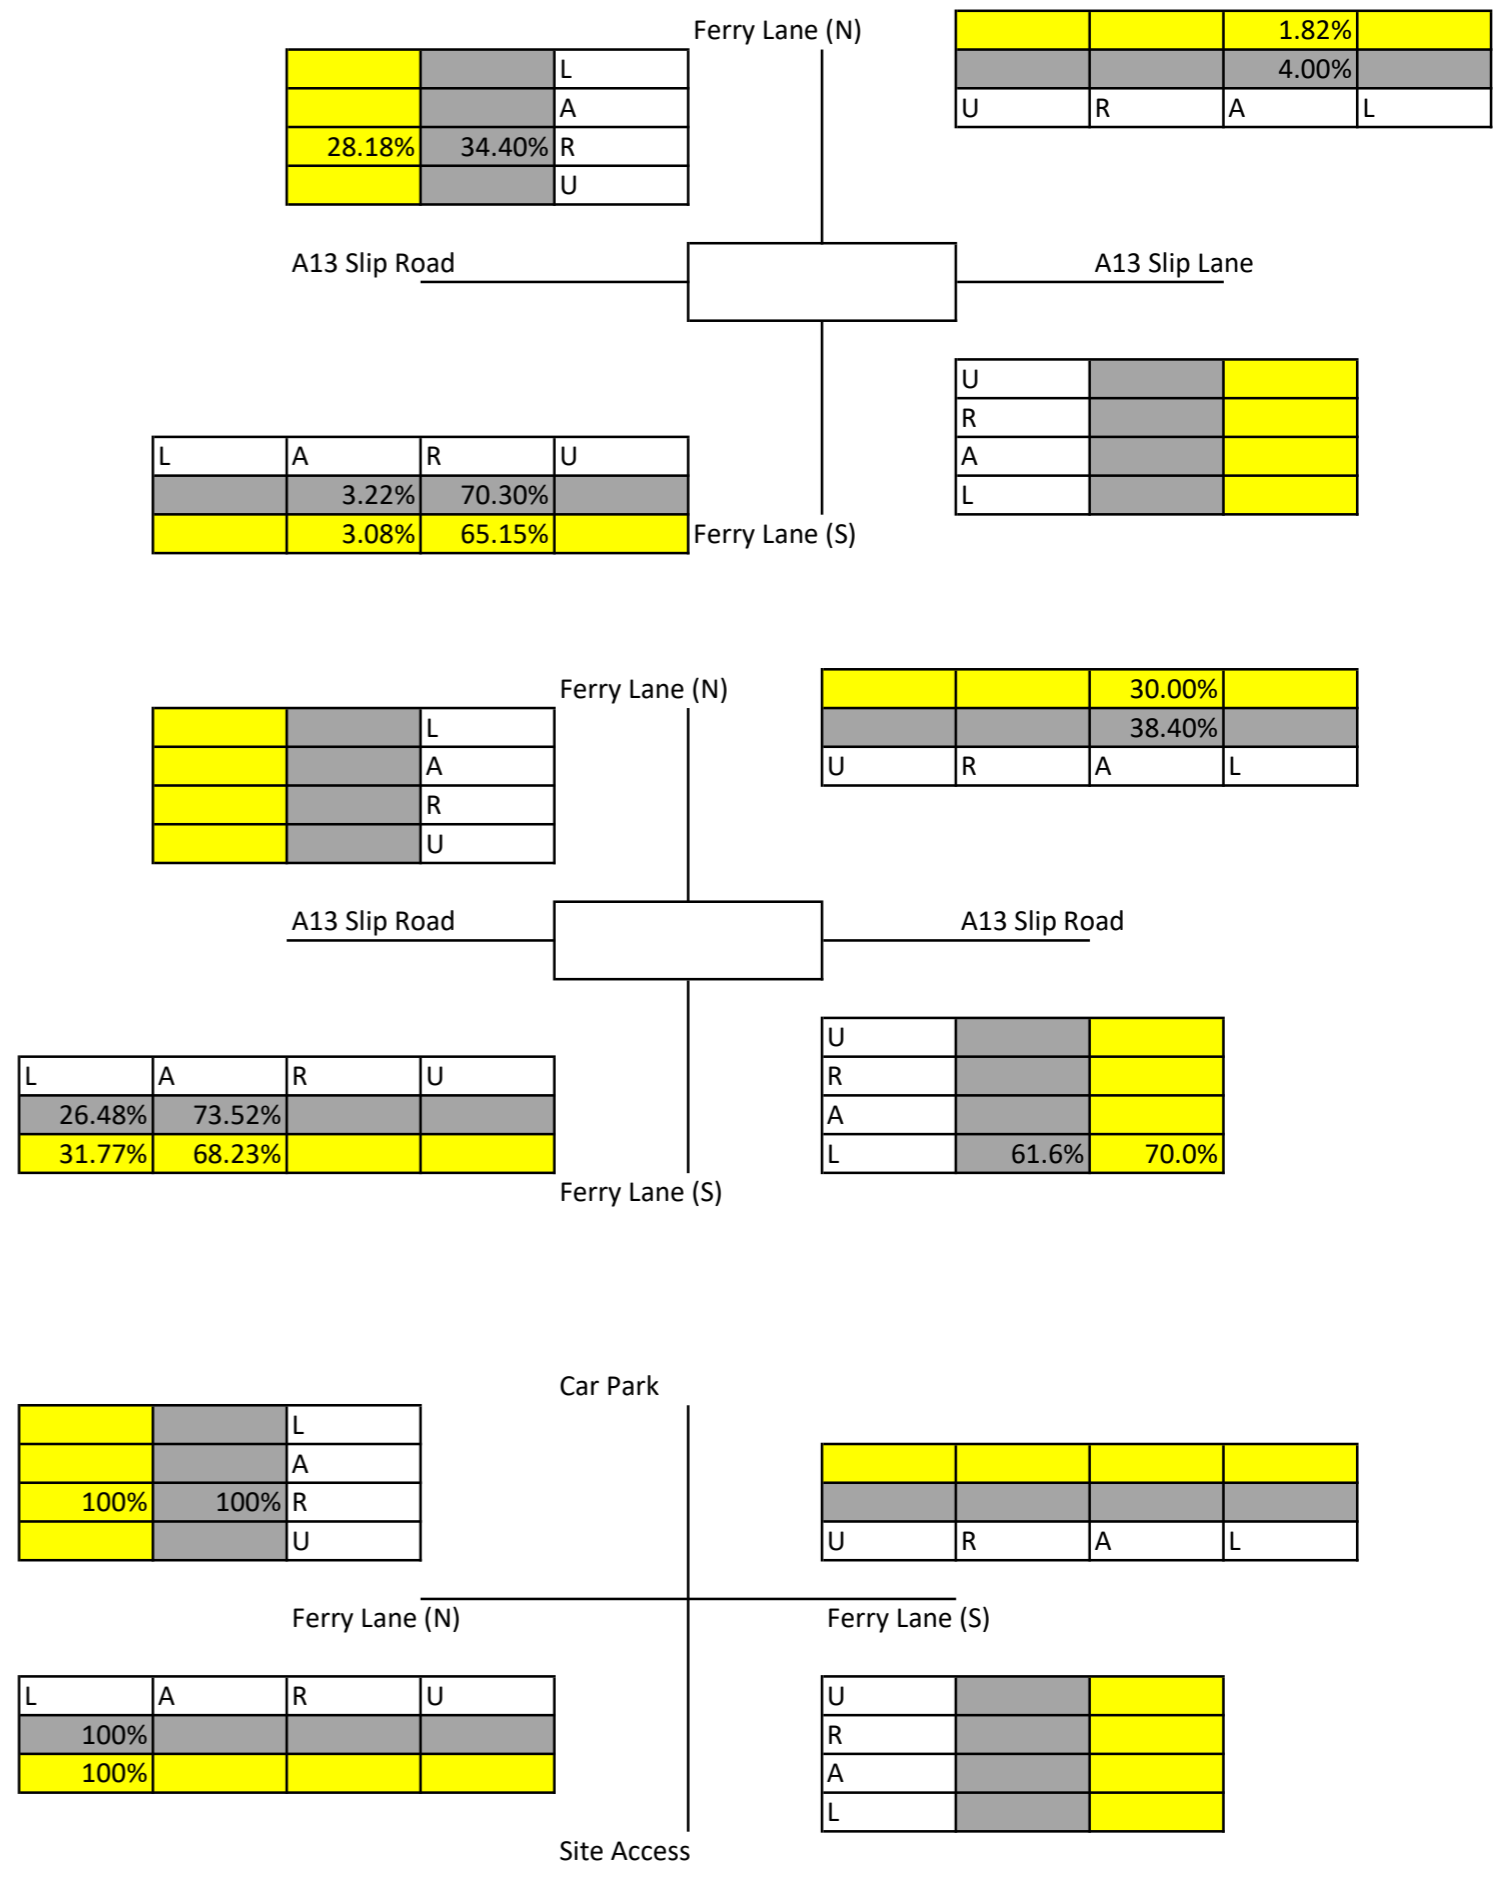 Ferry Lane (N)
1.82%
4.00%
U R A L
L
A
28.18% 34.40% R
U
A13 Slip Road
A13 Slip Lane
U
R
A
L
L A R U
3.22% 70.30%
3.08% 65.15%
Ferry Lane (S)
Ferry Lane (N)
30.00%
38.40%
U R A L
L
A
R
U
A13 Slip Road
A13 Slip Road
U
R
A
L 61.6% 70.0%
L A R U
26.48% 73.52%
31.77% 68.23%
Ferry Lane (S)
Car Park
L
A
100% 100% R
U
U R A L
Ferry Lane (N)
Ferry Lane (S)
L A R U
100%
100%
U
R
A
L
Site Access